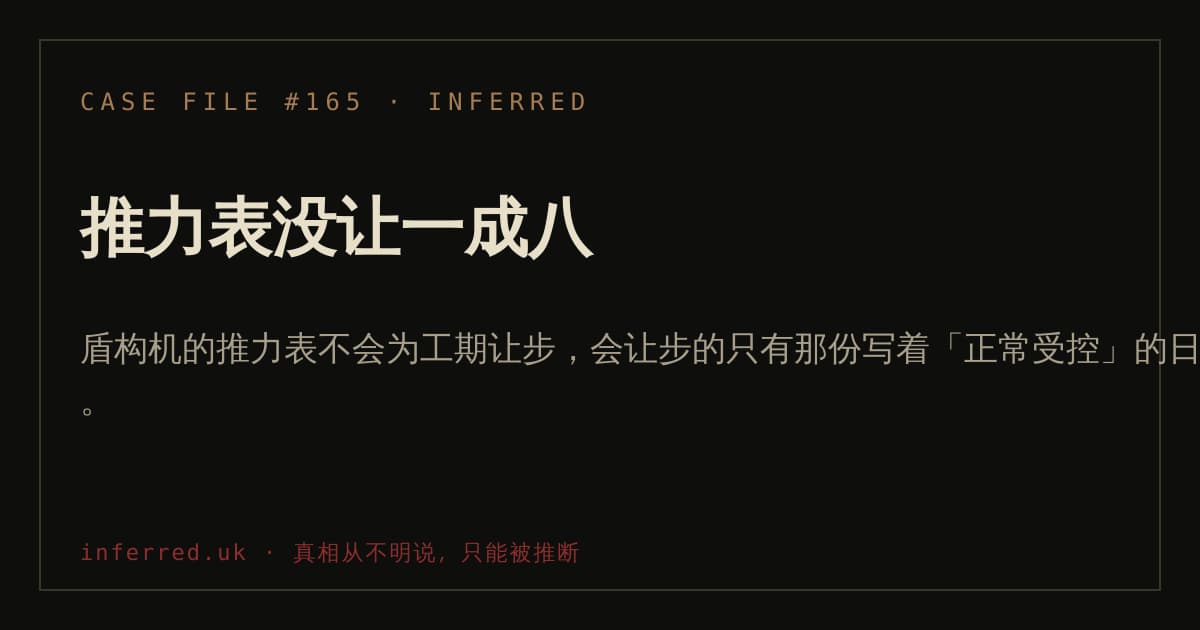 CASE FILE #165 · INFERRED
推力表没让一成八
盾构机的推力表不会为工期让步，会让步的只有那份写着「正常受控」的日
。
inferred.uk · 真相从不明说，只能被推断